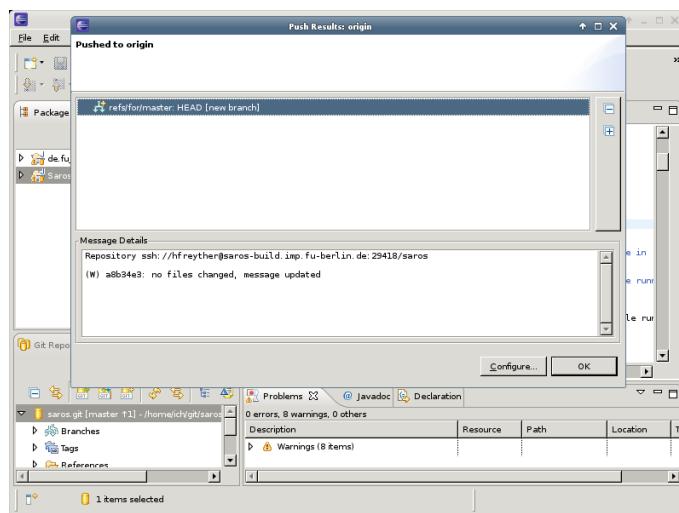 Push Results: origin
File Edit
Pushed to origin
»
Package
refs/for/master: HEAD [new branch]
de.fu
Saros
Message Details
Repository ssh://hfreyther@saros-build.imp.fu-berlin.de:29418/saros
(W) a8b34e3: no files changed, message updated
e in
e runn
le run
Git Repo
Configure...
OK
Problems
@ Javadoc
Declaration
saros.git [master ↑1] - /home/ich/git/saros
0 errors, 8 warnings, 0 others
Branches
Description
Resource
Path
Location
T
Tags
Warnings (8 items)
References
1 items selected